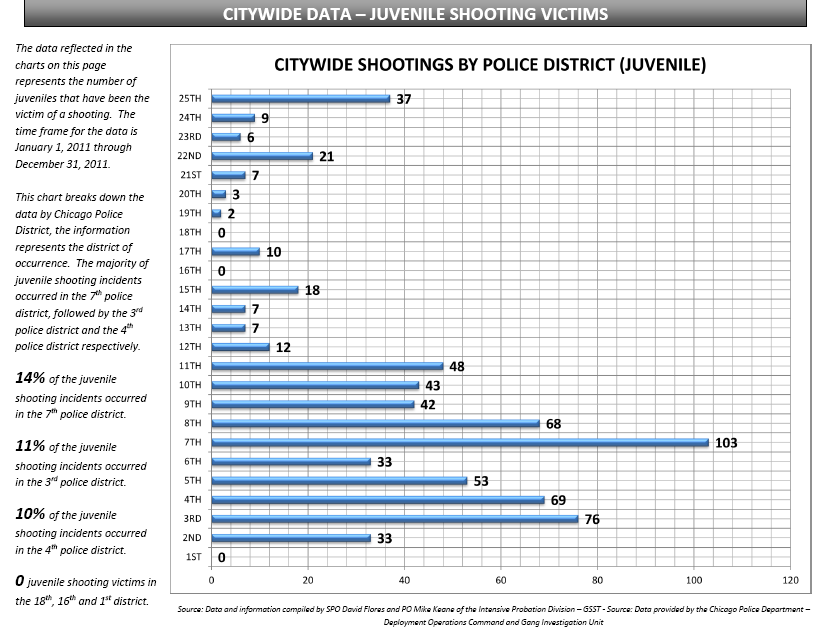 CITYWIDE DATA – JUVENILE SHOOTING VICTIMS
The data reflected in the
charts on this page
represents the number of
juveniles that have been the
victim of a shooting. The
time frame for the data is
January 1, 2011 through
December 31, 2011.
This chart breaks down the
data by Chicago Police
District, the information
represents the district of
occurrence. The majority of
juvenile shooting incidents
occurred in the 7th police
district, followed by the 3rd
police district and the 4th
police district respectively.
14% of the juvenile
shooting incidents occurred
in the 7th police district.
11% of the juvenile
shooting incidents occurred
in the 3rd police district.
10% of the juvenile
shooting incidents occurred
in the 4th police district.
0 juvenile shooting victims in
the 18th, 16th and 1st district.
CITYWIDE SHOOTINGS BY POLICE DISTRICT (JUVENILE)
25TH 37
24TH 9
23RD 6
22ND 21
21ST 7
20TH 3
19TH 2
18TH 0
17TH 10
16TH 0
15TH 18
14TH 7
13TH 7
12TH 12
11TH 48
10TH 43
9TH 42
8TH 68
7TH 103
6TH 33
5TH 53
4TH 69
3RD 76
2ND 33
1ST 0
0 20 40 60 80 100 120
Source: Data and information compiled by SPO David Flores and PO Mike Keane of the Intensive Probation Division – GSST - Source: Data provided by the Chicago Police Department –
Deployment Operations Command and Gang Investigation Unit